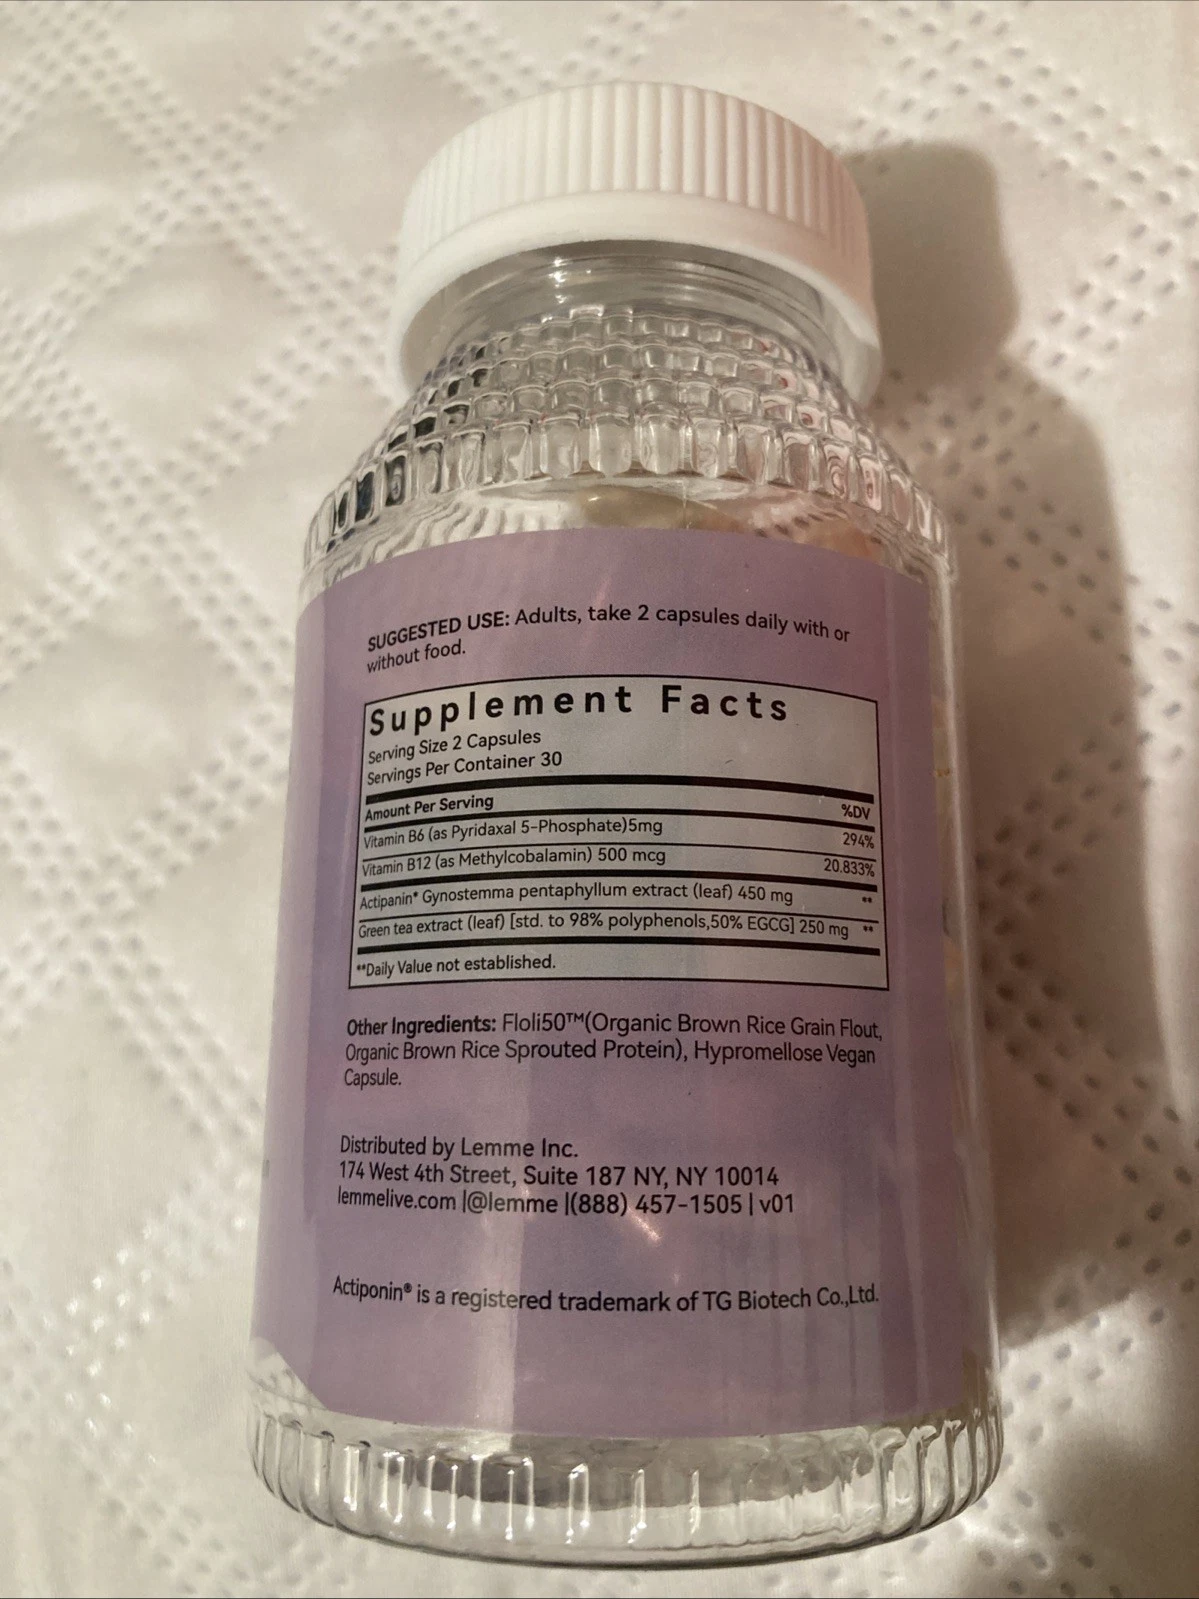 SUGGESTED USE: Adults, take 2 capsules daily with or
without food.
Supplement Facts
Serving Size 2 Capsules
Servings Per Container 30
Amount Per Serving %DV
Vitamin B6 (as Pyridaxal 5-Phosphate)5mg 294%
Vitamin B12 (as Methylcobalamin) 500 mcg 20.833%
Actipanin* Gynostemma pentaphyllum extract (leaf) 450 mg **
Green tea extract (leaf) [std. to 98% polyphenols,50% EGCG] 250 mg **
**Daily Value not established.
Other Ingredients: Floli50™(Organic Brown Rice Grain Flout,
Organic Brown Rice Sprouted Protein), Hypromellose Vegan
Capsule.
Distributed by Lemme Inc.
174 West 4th Street, Suite 187 NY, NY 10014
lemmelive.com |@lemme |(888) 457-1505 | v01
Actiponin® is a registered trademark of TG Biotech Co.,Ltd.